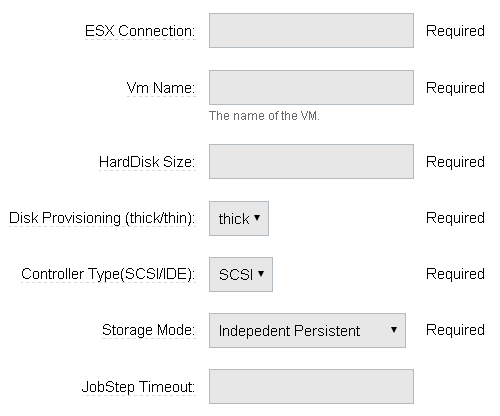 ESX Connection: Required
Vm Name: Required
The name of the VM.
HardDisk Size: Required
Disk Provisioning (thick/thin): thick Required
Controller Type(SCSI/IDE): SCSI Required
Storage Mode: Indepedent Persistent Required
JobStep Timeout: